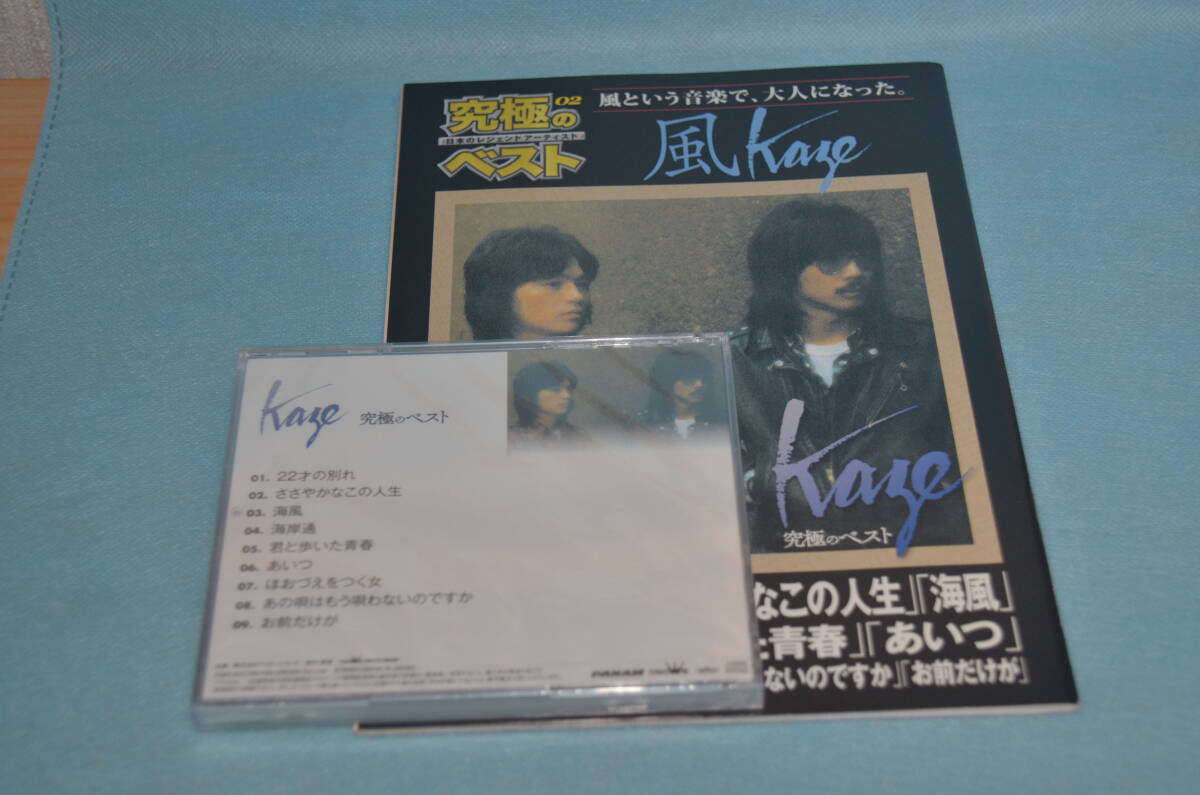 風という音楽で、大人になった。
究極の 02
日本のレジェンドアーティスト
ベスト
風 Kaze
Kaze
究極のベスト
なこの人生」「海風」
青春」「あいつ」
ないのですか」「お前だけが」
Kaze 究極のベスト
01. 22才の別れ
02. ささやかなこの人生
03. 海風
04. 海岸通
05. 君と歩いた青春
06. あいつ
07. ほおづえをつく女
08. あの唄はもう唄わないのですか
09. お前だけが
PANAM CROWN